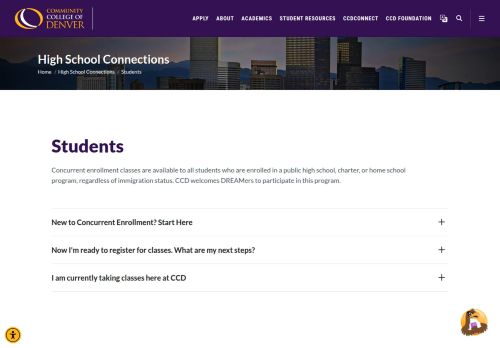 COMMUNITY
COLLEGE OF
DENVER
APPLY ABOUT ACADEMICS STUDENT RESOURCES CCDCONNECT CCD FOUNDATION
High School Connections
Home / High School Connections / Students
Students
Concurrent enrollment classes are available to all students who are enrolled in a public high school, charter, or home school
program, regardless of immigration status. CCD welcomes DREAMers to participate in this program.
New to Concurrent Enrollment? Start Here
Now I'm ready to register for classes. What are my next steps?
I am currently taking classes here at CCD